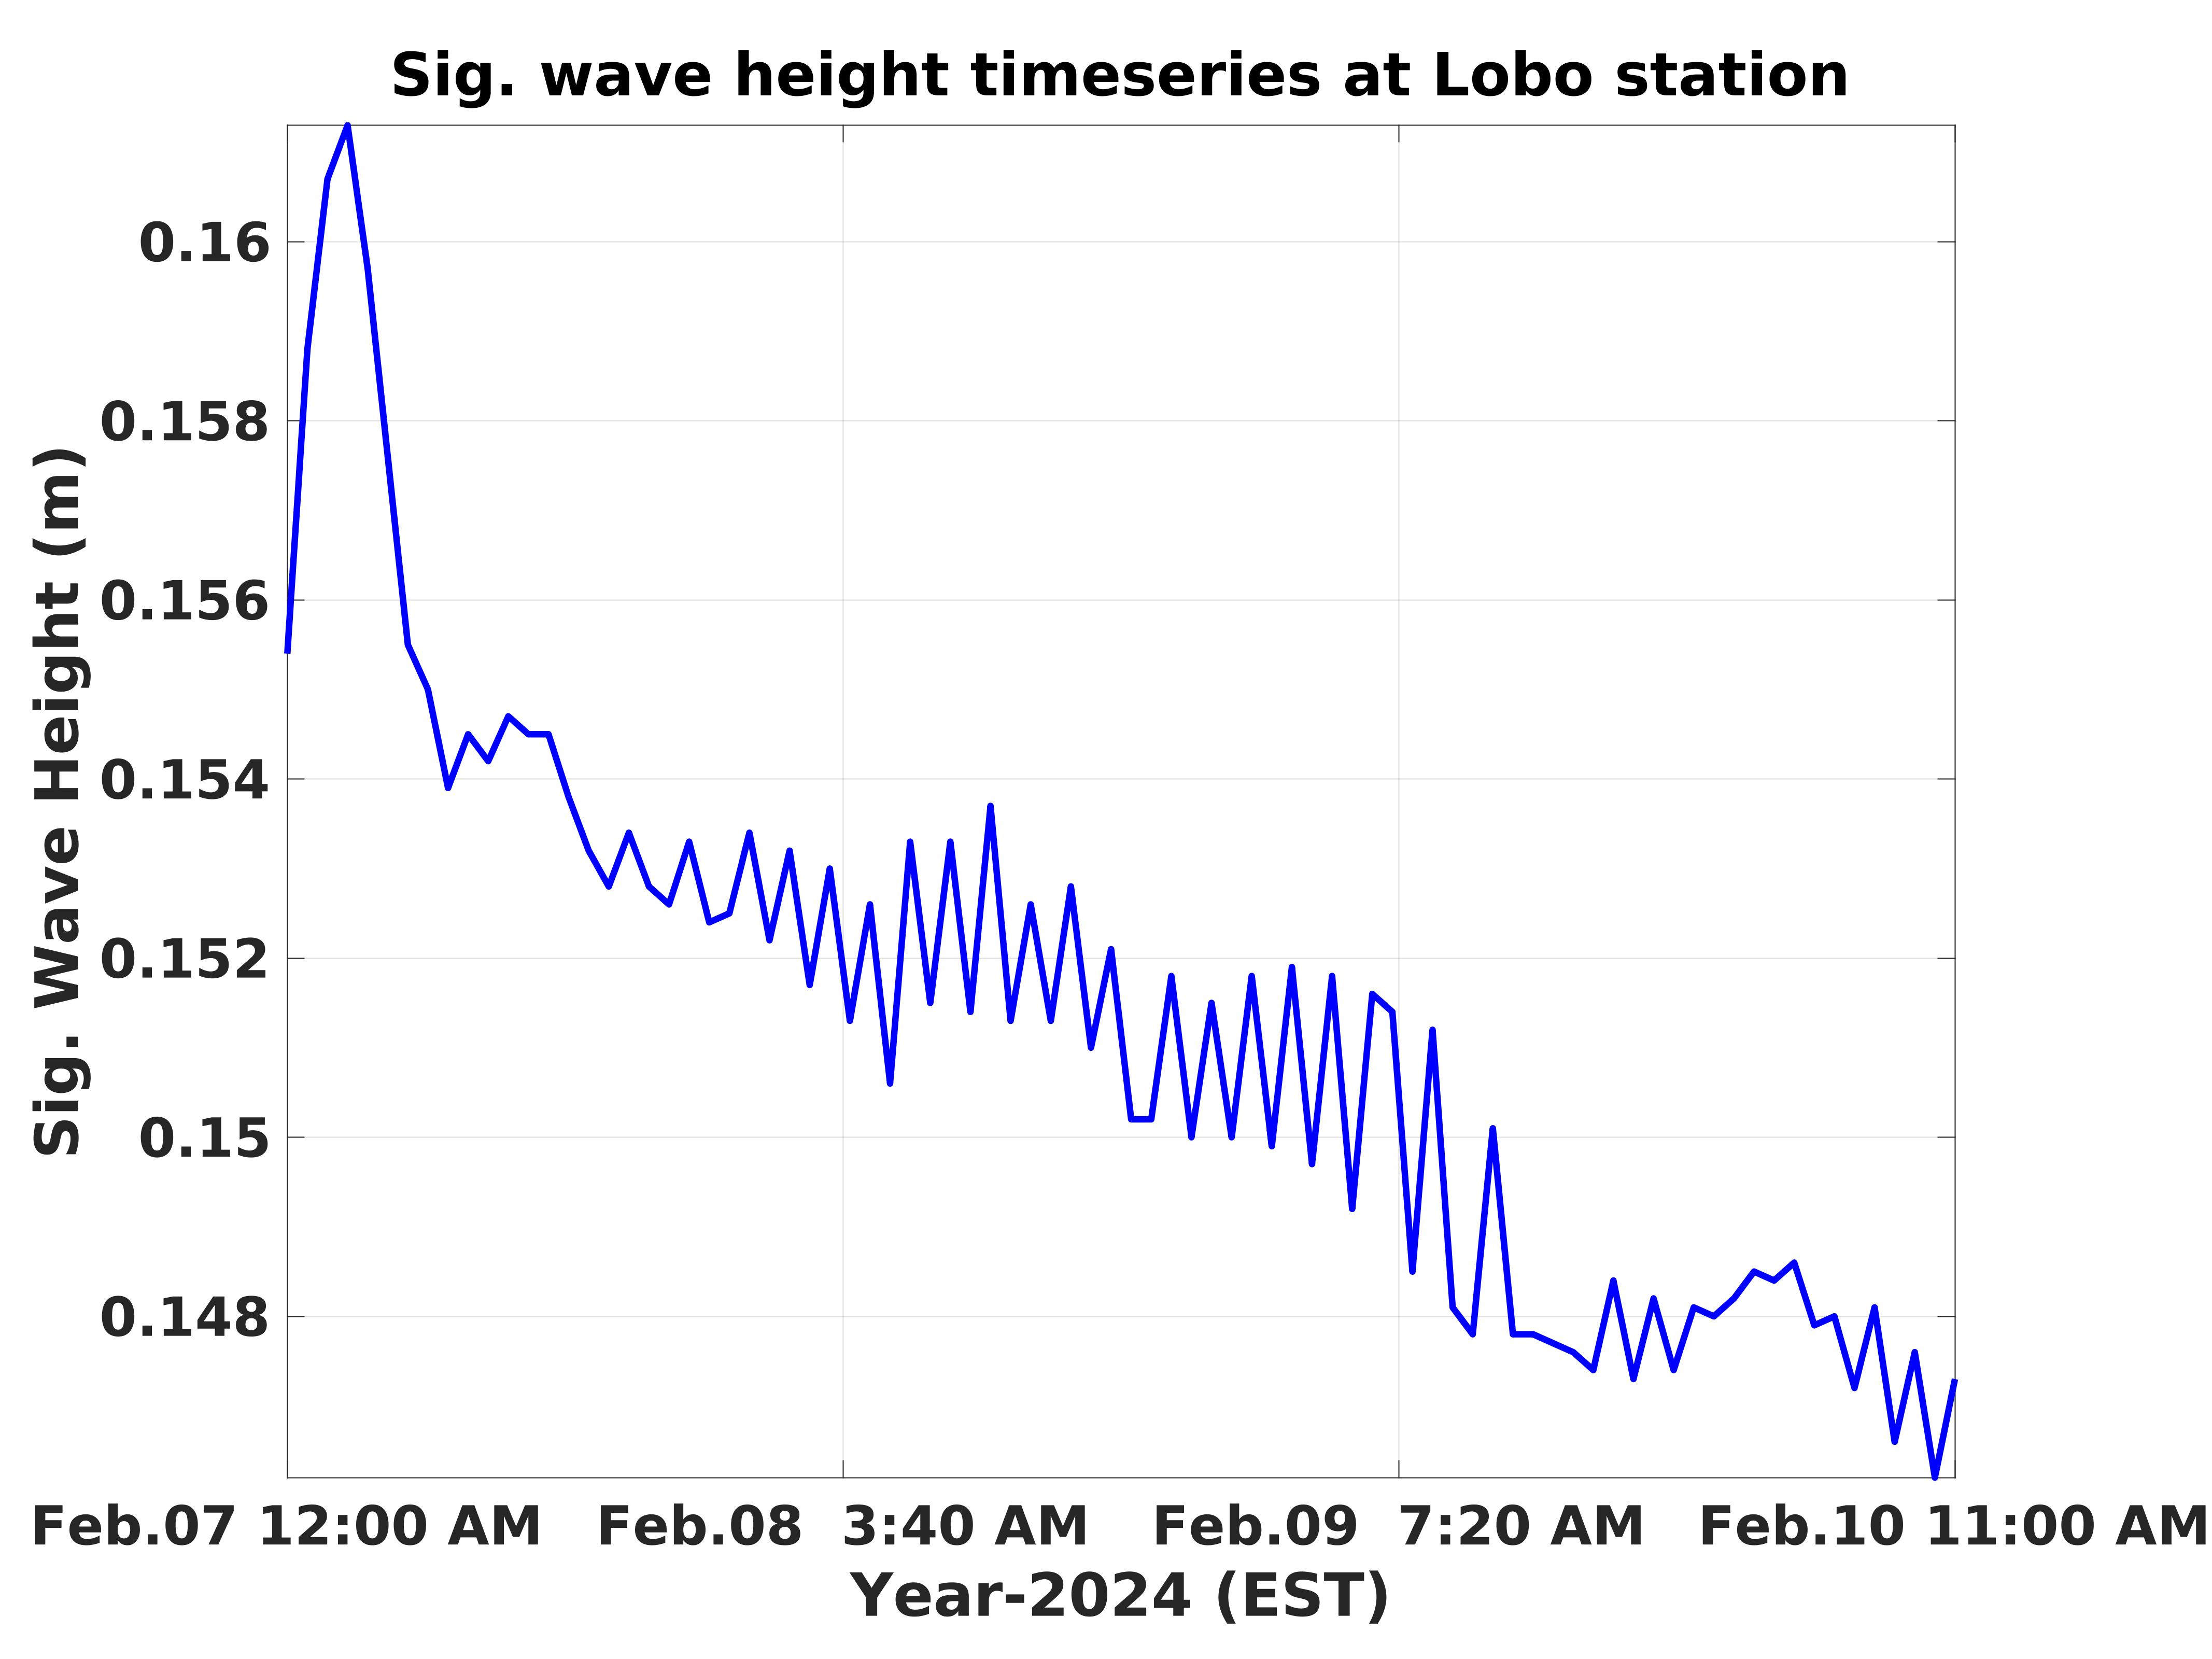 Sig. wave height timeseries at Lobo station
Sig. Wave Height (m)
0.16
0.158
0.156
0.154
0.152
0.15
0.148
Feb.07 12:00 AM Feb.08 3:40 AM Feb.09 7:20 AM Feb.10 11:00 AM
Year-2024 (EST)